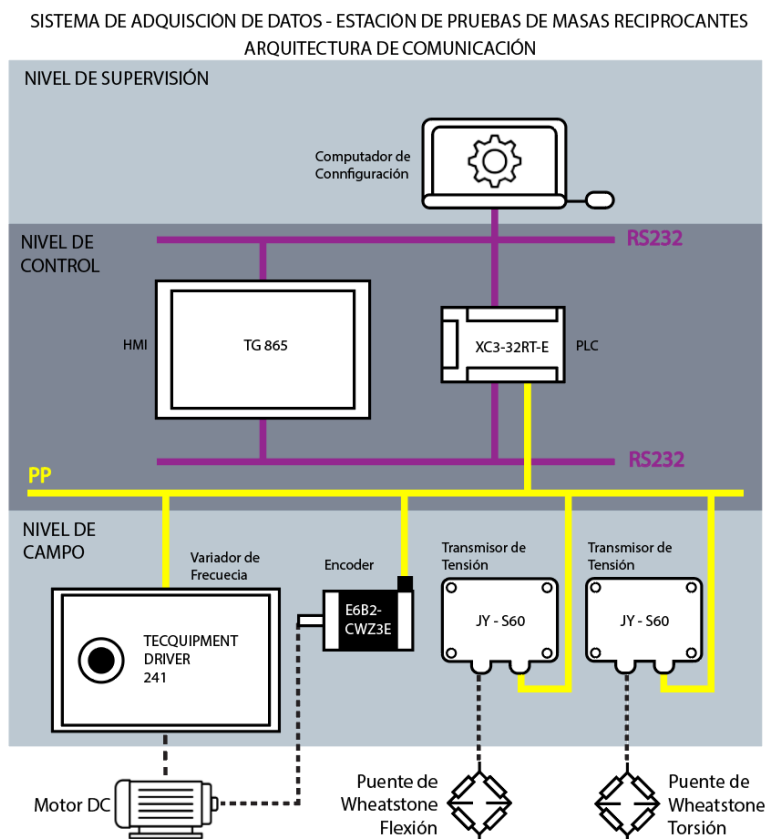 SISTEMA DE ADQUISCIÓN DE DATOS - ESTACIÓN DE PRUEBAS DE MASAS RECIPROCANTES
ARQUITECTURA DE COMUNICACIÓN
NIVEL DE SUPERVISIÓN
Computador de
Connfiguración
NIVEL DE
CONTROL
RS232
HMI
TG 865
XC3-32RT-E
PLC
RS232
PP
NIVEL DE
CAMPO
Variador de
Frecuecia
Encoder
Transmisor de
Tensión
Transmisor de
Tensión
TECQUIPMENT
DRIVER
241
E6B2-
CWZ3E
JY - S60
JY - S60
Motor DC
Puente de
Wheatstone
Flexión
Puente de
Wheatstone
Torsión